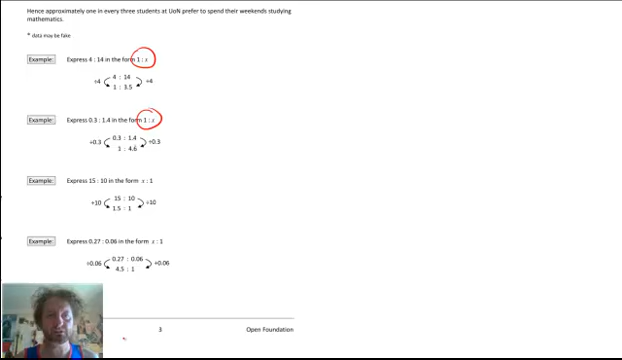 Hence approximately one in every three students at UoN prefer to spend their weekends studying
mathematics.
* data may be fake
Example: Express 4 : 14 in the form 1 : x
÷4 4 : 14 ÷4
1 : 3.5
Example: Express 0.3 : 1.4 in the form 1 : x
÷0.3 0.3 : 1.4 ÷0.3
1 : 4.6
Example: Express 15 : 10 in the form x : 1
÷10 15 : 10 ÷10
1.5 : 1
Example: Express 0.27 : 0.06 in the form x : 1
÷0.06 0.27 : 0.06 ÷0.06
4.5 : 1
3 Open Foundation